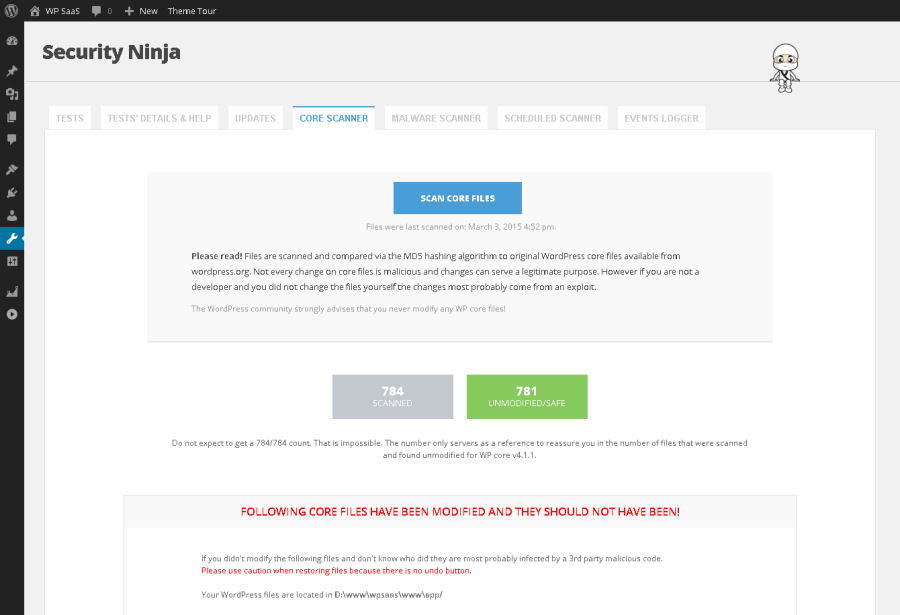 WP SaaS 0 New Theme Tour
Security Ninja
TESTS TESTS' DETAILS & HELP UPDATES CORE SCANNER MALWARE SCANNER SCHEDULED SCANNER EVENTS LOGGER
SCAN CORE FILES
Files were last scanned on: March 3, 2015 4:52 pm.
Please read! Files are scanned and compared via the MD5 hashing algorithm to original WordPress core files available from
wordpress.org. Not every change on core files is malicious and changes can serve a legitimate purpose. However if you are not a
developer and you did not change the files yourself the changes most probably come from an exploit.
The WordPress community strongly advises that you never modify any WP core files!
784 781
SCANNED UNMODIFIED/SAFE
Do not expect to get a 784/784 count. That is impossible. The number only servers as a reference to reassure you in the number of files that were scanned
and found unmodified for WP core v4.1.1.
FOLLOWING CORE FILES HAVE BEEN MODIFIED AND THEY SHOULD NOT HAVE BEEN!
If you didn't modify the following files and don't know who did they are most probably infected by a 3rd party malicious code.
Please use caution when restoring files because there is no undo button.
Your WordPress files are located in D:\www\wpsaas\www\app/